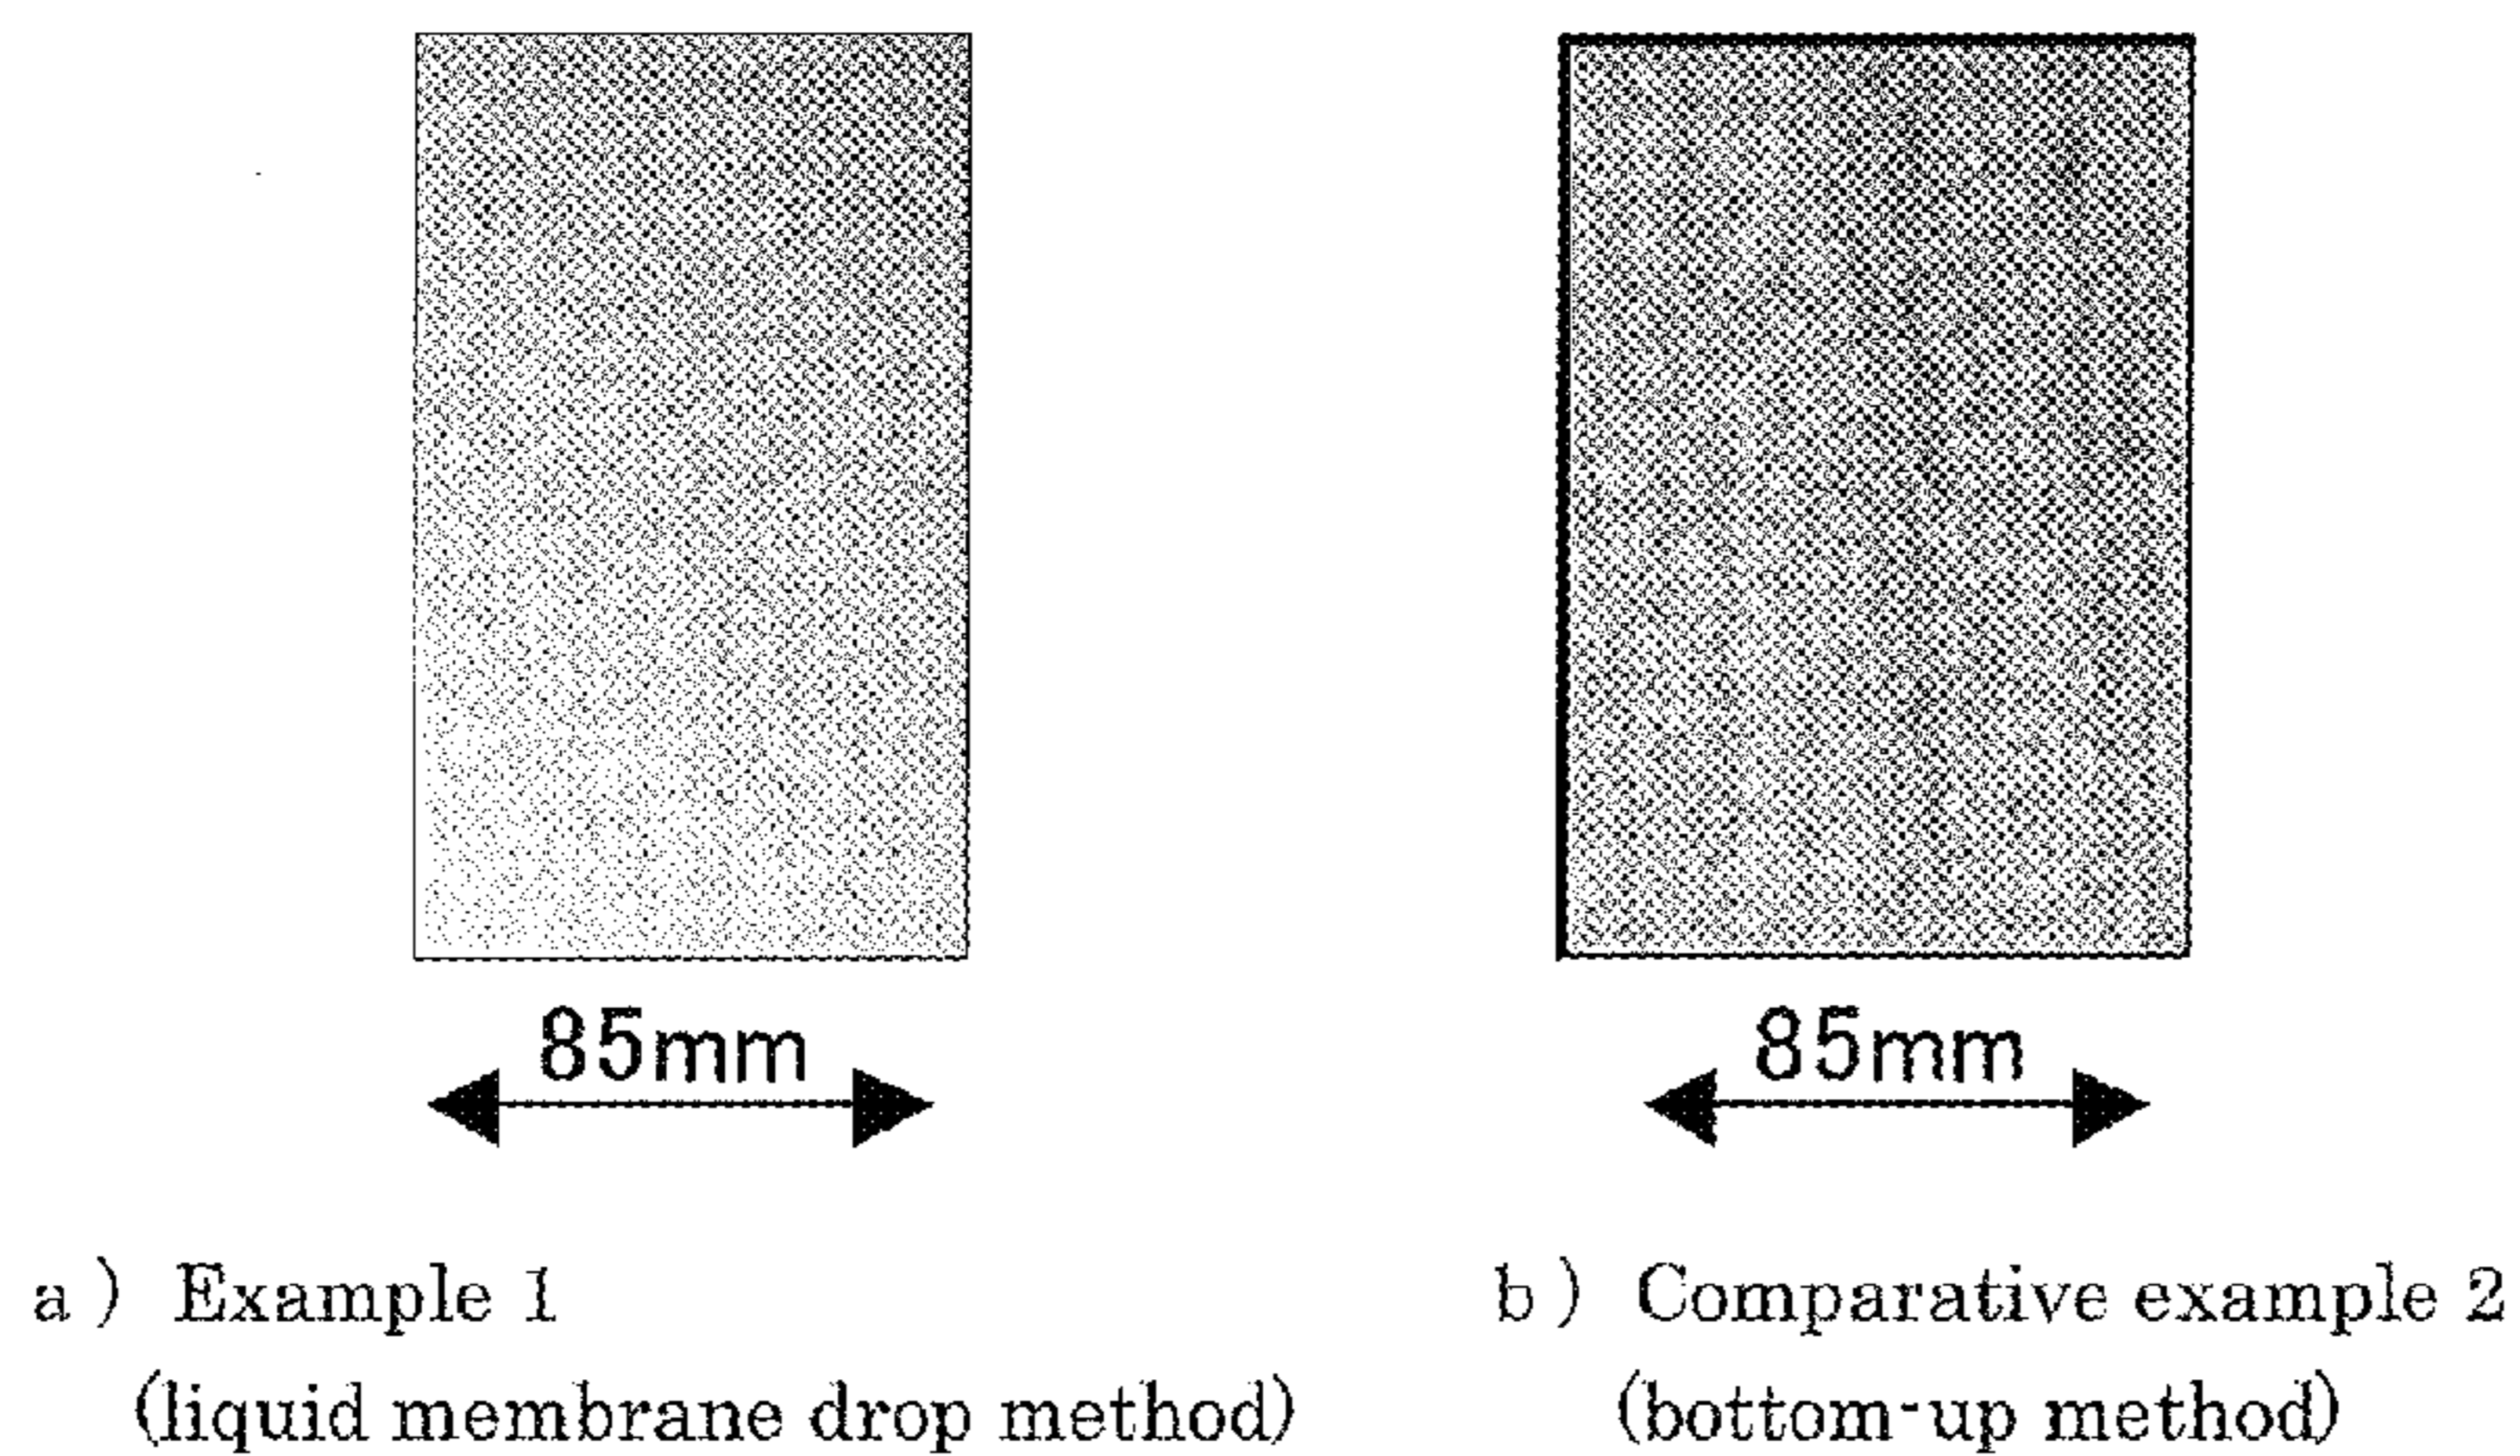 85mm
85mm
a ) Example 1
(liquid membrane drop method)
b ) Comparative example 2
(bottom-up method)